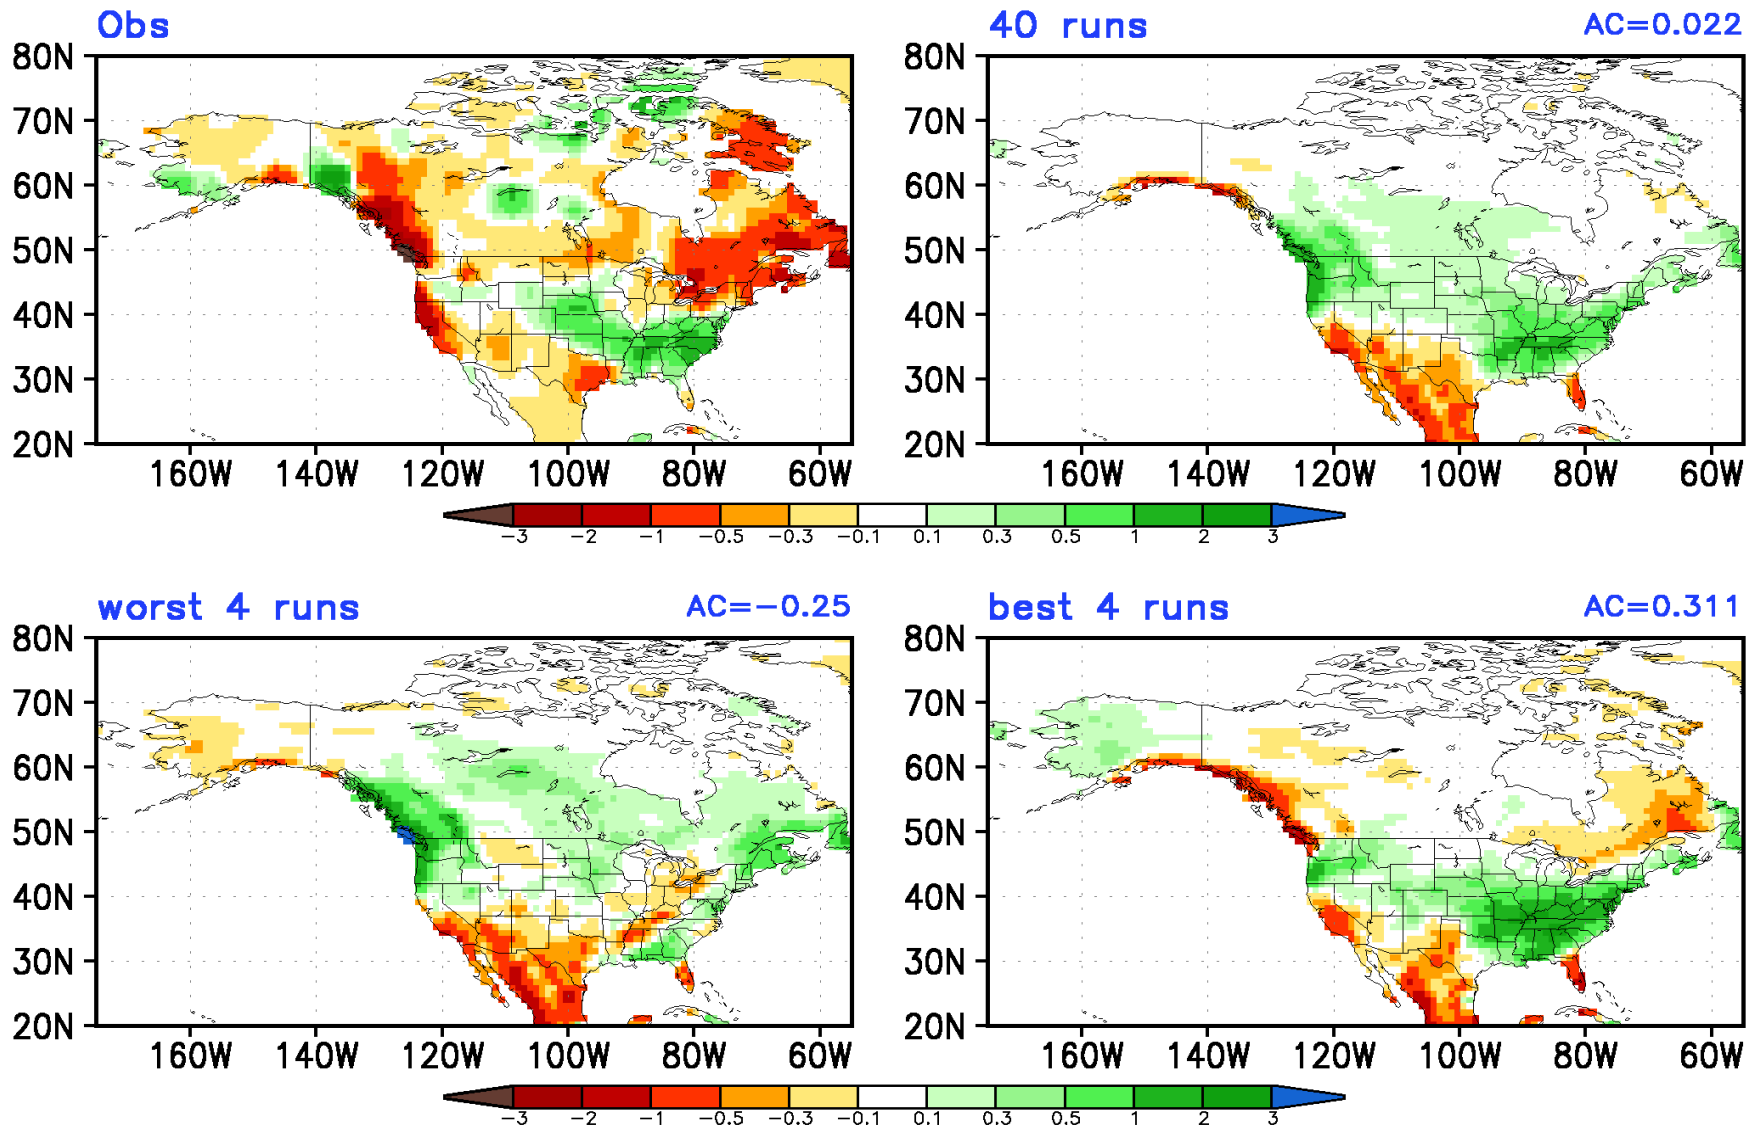 Obs
40 runs AC=0.022
80N 80N
70N 70N
60N 60N
50N 50N
40N 40N
30N 30N
20N 20N
160W 140W 120W 100W 80W 60W 160W 140W 120W 100W 80W 60W
−3 −2 −1 −0.5 −0.3 −0.1 0.1 0.3 0.5 1 2 3
worst 4 runs AC=−0.25
best 4 runs AC=0.311
80N 80N
70N 70N
60N 60N
50N 50N
40N 40N
30N 30N
20N 20N
160W 140W 120W 100W 80W 60W 160W 140W 120W 100W 80W 60W
−3 −2 −1 −0.5 −0.3 −0.1 0.1 0.3 0.5 1 2 3